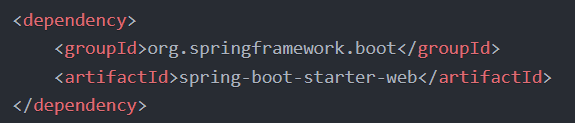 <dependency>
    <groupId>org.springframework.boot</groupId>
    <artifactId>spring-boot-starter-web</artifactId>
</dependency>